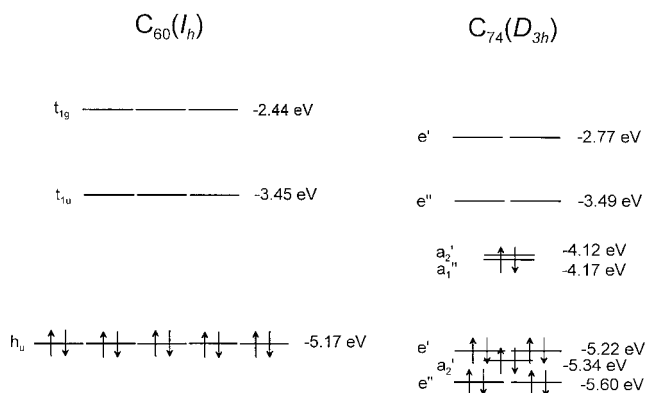 C60(Ih)
t1g -2.44 eV
t1u -3.45 eV
hu -5.17 eV
C74(D3h)
e' -2.77 eV
e'' -3.49 eV
a2' -4.12 eV
a1'' -4.17 eV
e' -5.22 eV
a2' -5.34 eV
e'' -5.60 eV